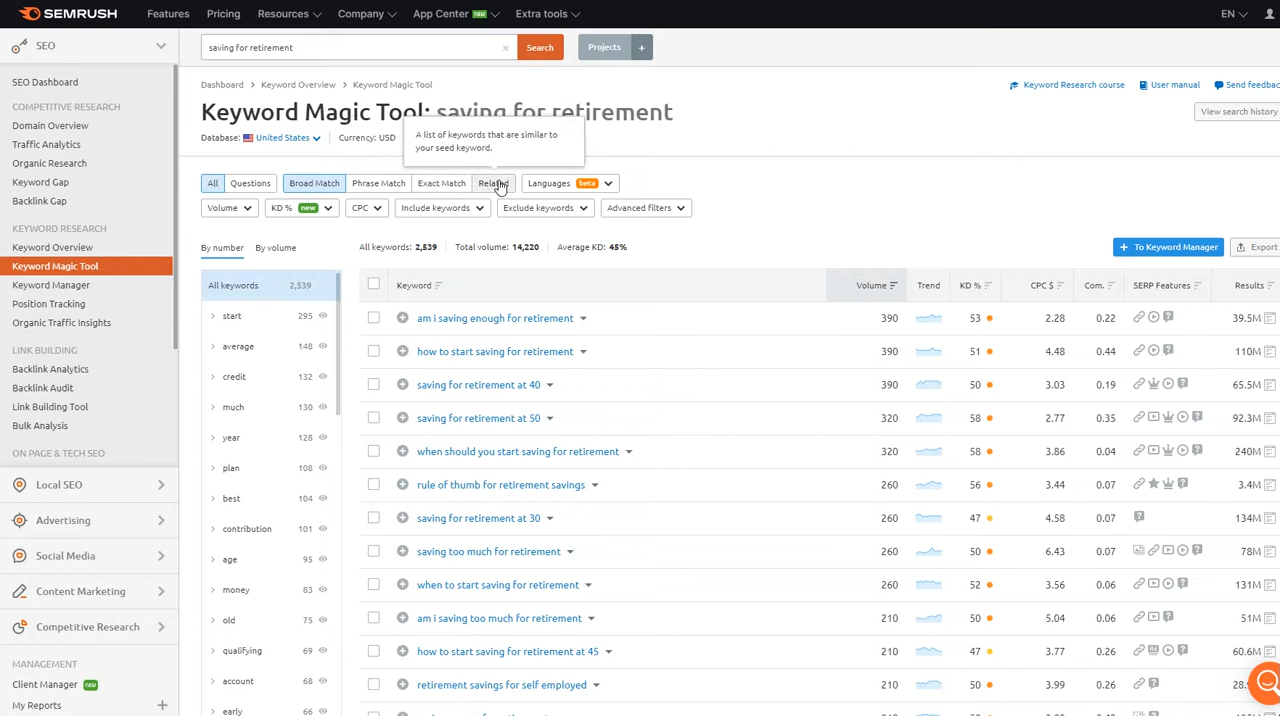 SEMRUSH Features Pricing Resources Company App Center new Extra tools EN
SEO
saving for retirement × Search Projects +
SEO Dashboard
COMPETITIVE RESEARCH
Domain Overview
Traffic Analytics
Organic Research
Keyword Gap
Backlink Gap
KEYWORD RESEARCH
Keyword Overview
Keyword Magic Tool
Keyword Manager
Position Tracking
Organic Traffic Insights
LINK BUILDING
Backlink Analytics
Backlink Audit
Link Building Tool
Bulk Analysis
ON PAGE & TECH SEO
Local SEO
Advertising
Social Media
Content Marketing
Competitive Research
MANAGEMENT
Client Manager new
My Reports +
Dashboard > Keyword Overview > Keyword Magic Tool
Keyword Research course User manual Send feedbac
Keyword Magic Tool: saving for retirement
View search history
Database: United States Currency: USD
A list of keywords that are similar to
your seed keyword.
All Questions Broad Match Phrase Match Exact Match Languages beta
Volume KD % new CPC Include keywords Exclude keywords Advanced filters
By number By volume
All keywords: 2,539 Total volume: 14,220 Average KD: 45%
+ To Keyword Manager Export
All keywords 2,539
start 295
average 148
credit 132
much 130
year 128
plan 108
best 104
contribution 101
age 95
money 83
old 75
qualifying 69
account 68
early 66
Keyword Volume Trend KD % CPC $ Com. SERP Features Results
am i saving enough for retirement 390 53 2.28 0.22 39.5M
how to start saving for retirement 390 51 4.48 0.44 110M
saving for retirement at 40 390 50 3.03 0.19 65.5M
saving for retirement at 50 320 58 2.77 0.35 92.3M
when should you start saving for retirement 320 58 3.86 0.04 240M
rule of thumb for retirement savings 260 56 3.44 0.07 3.4M
saving for retirement at 30 260 47 4.58 0.07 134M
saving too much for retirement 260 50 6.43 0.07 78M
when to start saving for retirement 260 52 3.56 0.06 131M
am i saving too much for retirement 210 50 5.04 0.06 51M
how to start saving for retirement at 45 210 47 3.77 0.26 60.6M
retirement savings for self employed 210 50 3.99 0.26